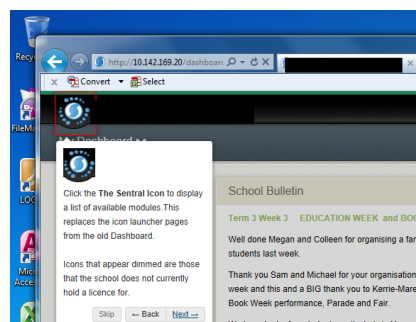 Recy
http://10.142.169.20/dashboar
Convert
Select
FileMa
My Dashboard
LOG
Click the The Sentral Icon to display
a list of available modules.This
replaces the icon launcher pages
from the old Dashboard.
Icons that appear dimmed are those
that the school does not currently
hold a licence for.
Skip
← Back
Next →
Micr
Acces
School Bulletin
Term 3 Week 3 EDUCATION WEEK and BOO
Well done Megan and Colleen for organising a fan
students last week.
Thank you Sam and Michael for your organisation
week and this and a BIG thank you to Kerrie-Mare
Book Week performance, Parade and Fair.